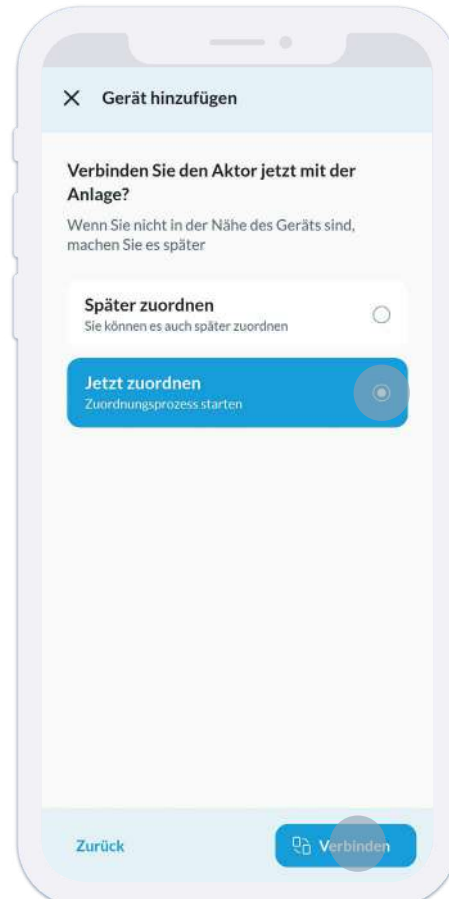 Gerät hinzufügen
Verbinden Sie den Aktor jetzt mit der
Anlage?
Wenn Sie nicht in der Nähe des Geräts sind,
machen Sie es später
Später zuordnen
Sie können es auch später zuordnen
Jetzt zuordnen
Zuordnungsprozess starten
Zurück
Verbinden